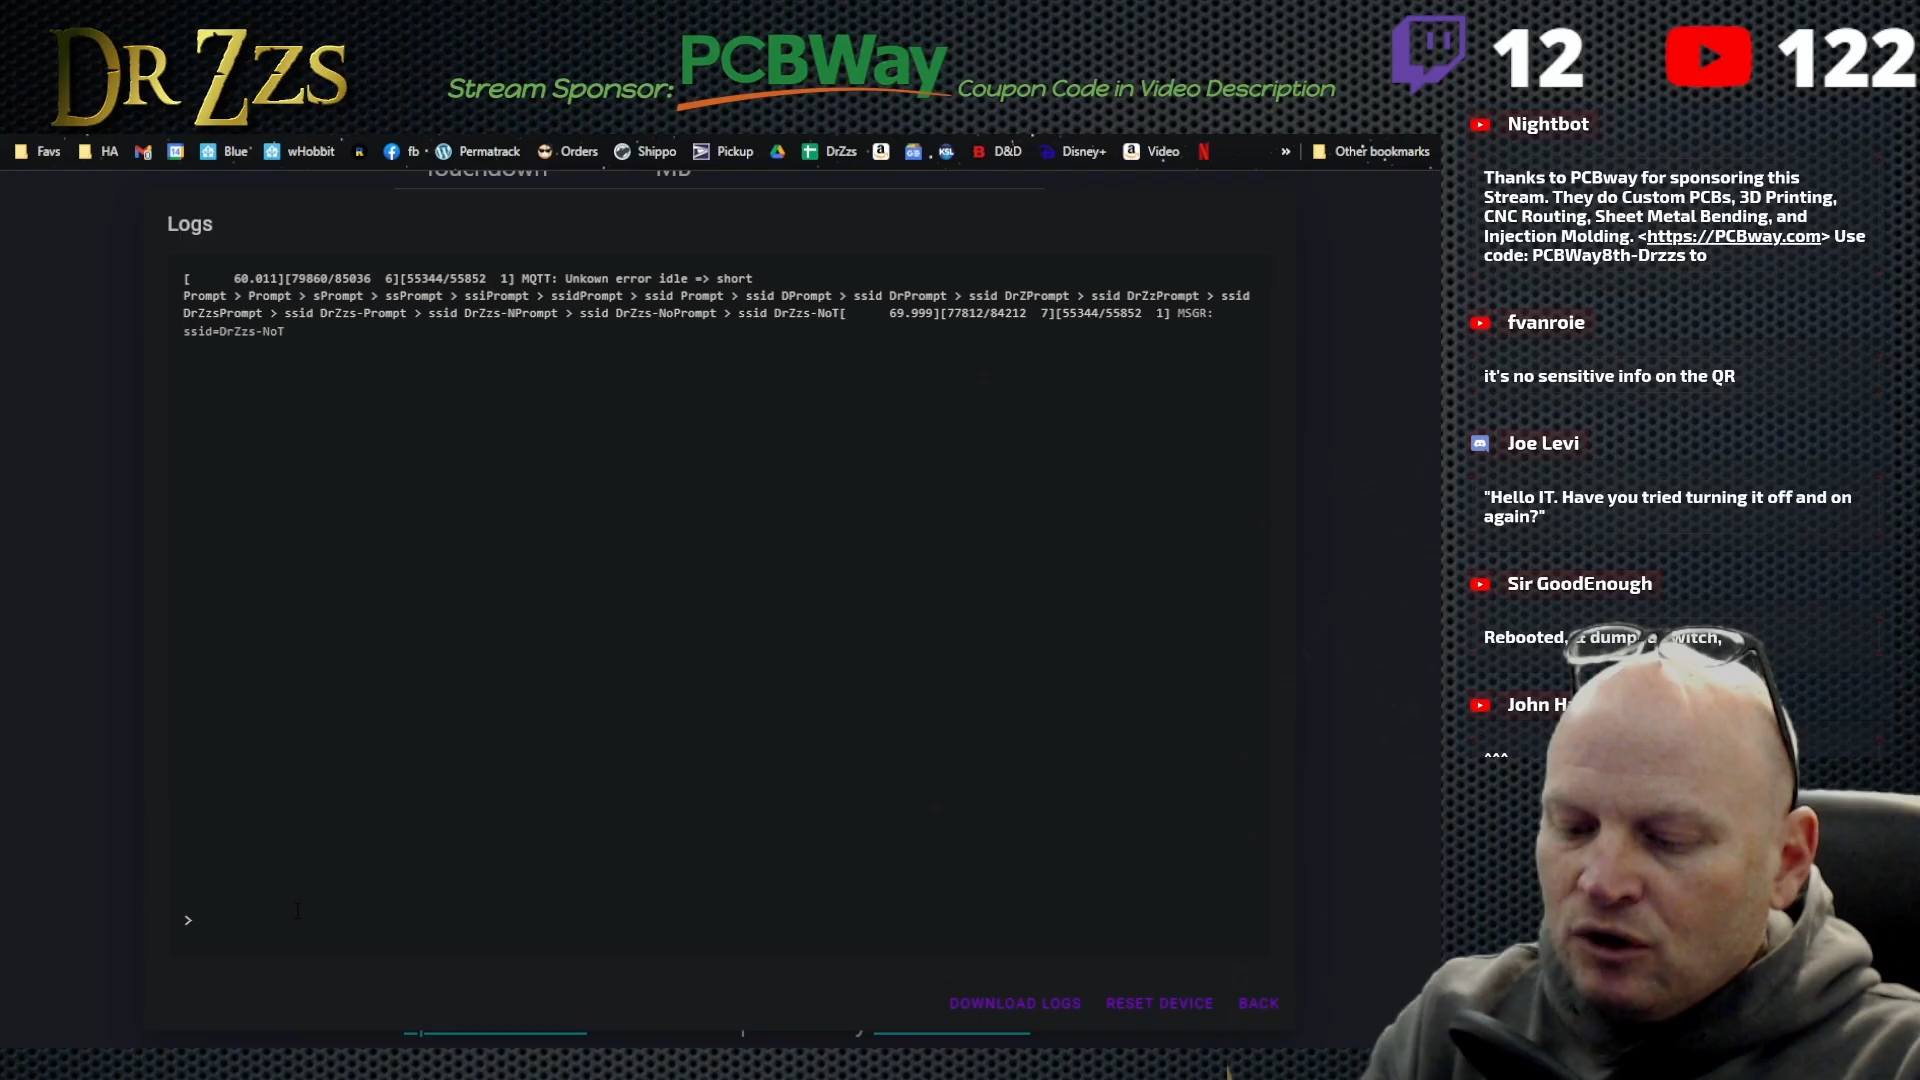 DR ZZS
Stream Sponsor: PCBWay Coupon Code in Video Description
12
122
Favs
HA
14
Blue
wHobbit
fb
Permatrack
Orders
Shippo
Pickup
DrZzs
KSL
D&D
Disney+
Video
»
Other bookmarks
Touchdown
MB
Logs
[      60.011][79860/85036  6][55344/55852  1] MQTT: Unkown error idle => short
Prompt > Prompt > sPrompt > ssPrompt > ssiPrompt > ssidPrompt > ssid Prompt > ssid DPrompt > ssid DrPrompt > ssid DrZPrompt > ssid DrZzPrompt > ssid
DrZzsPrompt > ssid DrZzs-Prompt > ssid DrZzs-NPrompt > ssid DrZzs-NoPrompt > ssid DrZzs-NoT[      69.999][77812/84212  7][55344/55852  1] MSGR:
ssid=DrZzs-NoT
>
DOWNLOAD LOGS
RESET DEVICE
BACK
Nightbot
Thanks to PCBway for sponsoring this
Stream. They do Custom PCBs, 3D Printing,
CNC Routing, Sheet Metal Bending, and
Injection Molding. <https://PCBway.com> Use
code: PCBWay8th-Drzzs to
fvanroie
it's no sensitive info on the QR
Joe Levi
"Hello IT. Have you tried turning it off and on
again?"
Sir GoodEnough
Rebooted, dump
John
^^^